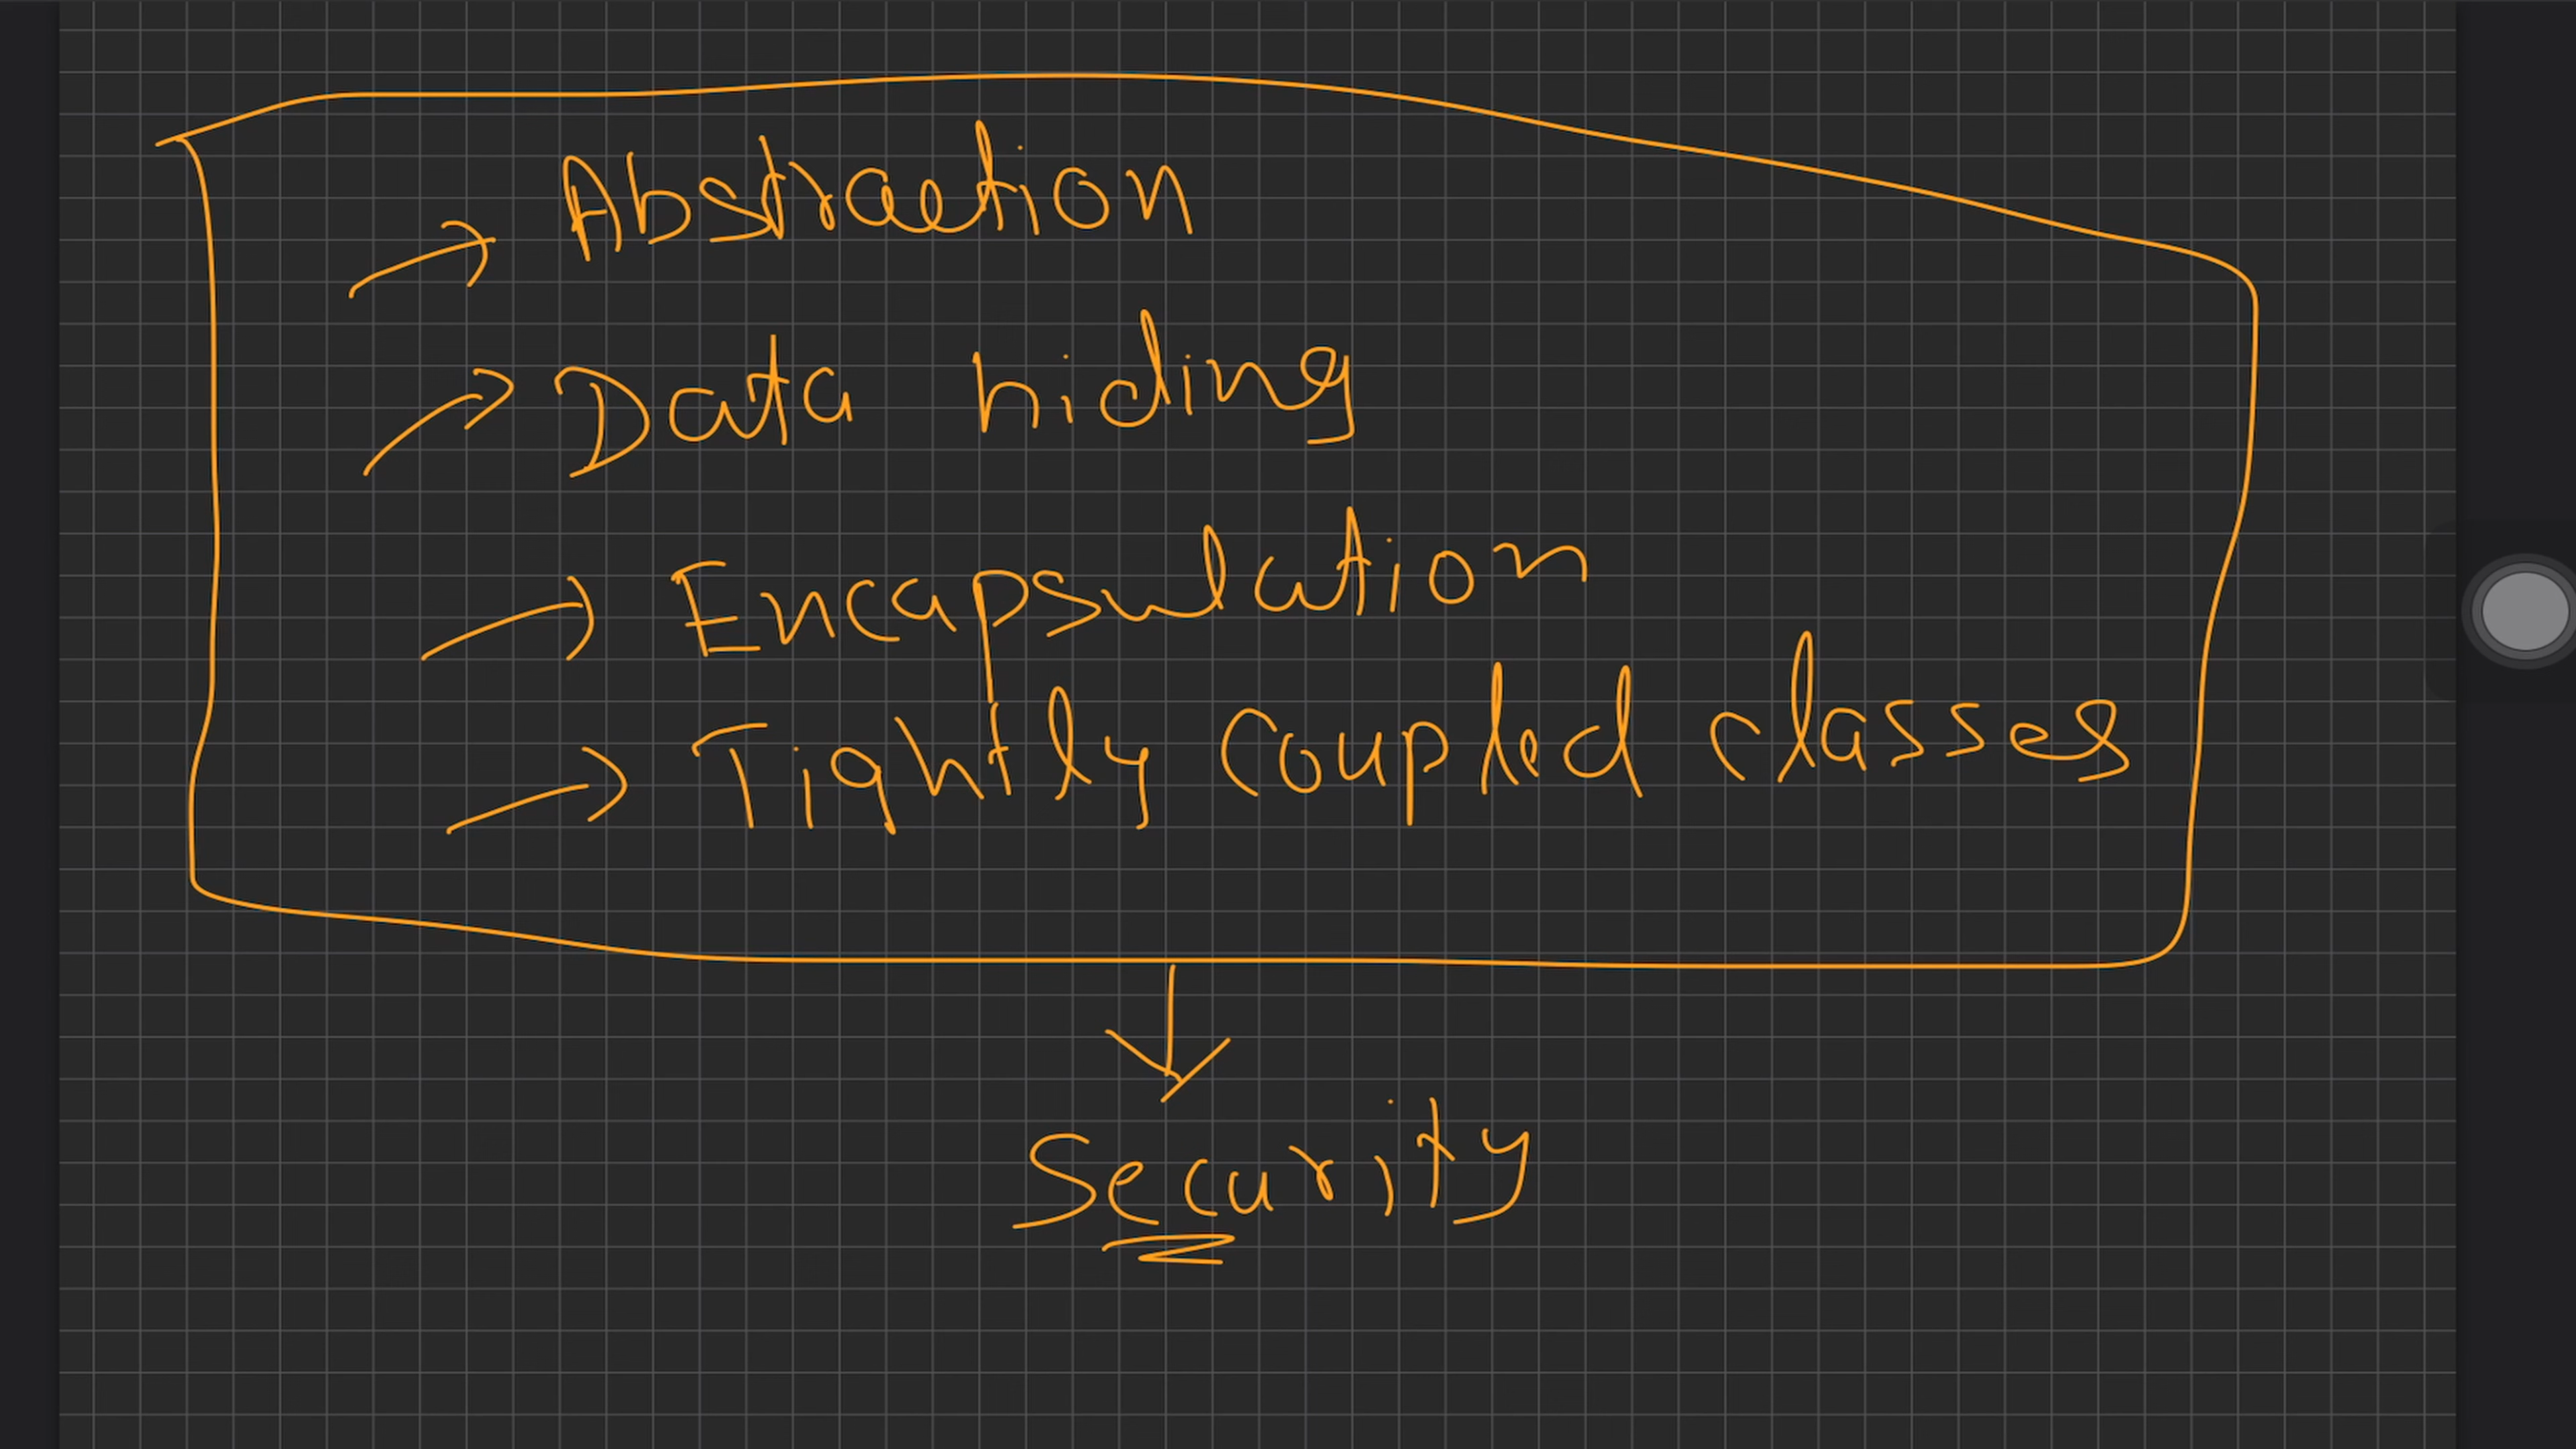 → Abstraction
→ Data hiding
→ Encapsulation
→ Tightly coupled classes
↓
Security